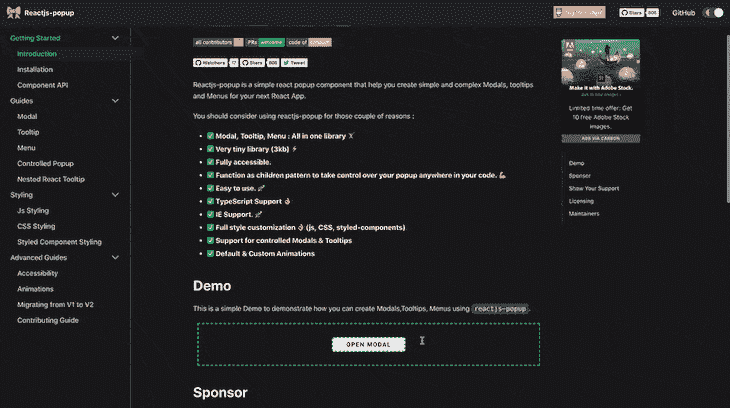 Reactjs-popup
Stars 806
GitHub
Getting Started
Introduction
Installation
Component API
Guides
Modal
Tooltip
Menu
Controlled Popup
Nested React Tooltip
Styling
Js Styling
CSS Styling
Styled Component Styling
Advanced Guides
Accessibility
Animations
Migrating from V1 to V2
Contributing Guide
all contributors
PRs welcome code of conduct
Watchers 17 Stars 806 Tweet
Reactjs-popup is a simple react popup component that help you create simple and complex Modals, tooltips
and Menus for your next React App.
You should consider using reactjs-popup for those couple of reasons :
Modal, Tooltip, Menu : All in one library
Very tiny library (3kb) ⚡
Fully accessible.
Function as children pattern to take control over your popup anywhere in your code. 💪
Easy to use. 🚀
TypeScript Support 👌
IE Support. 🚀
Full style customization 👌 (js, CSS, styled-components)
Support for controlled Modals & Tooltips
Default & Custom Animations
Demo
This is a simple Demo to demonstrate how you can create Modals,Tooltips, Menus using reactjs-popup.
OPEN MODAL
Sponsor
Make it with Adobe Stock.
Limited time offer: Get
10 free Adobe Stock
images.
ADS VIA CARBON
Demo
Sponsor
Show Your Support
Licensing
Maintainers